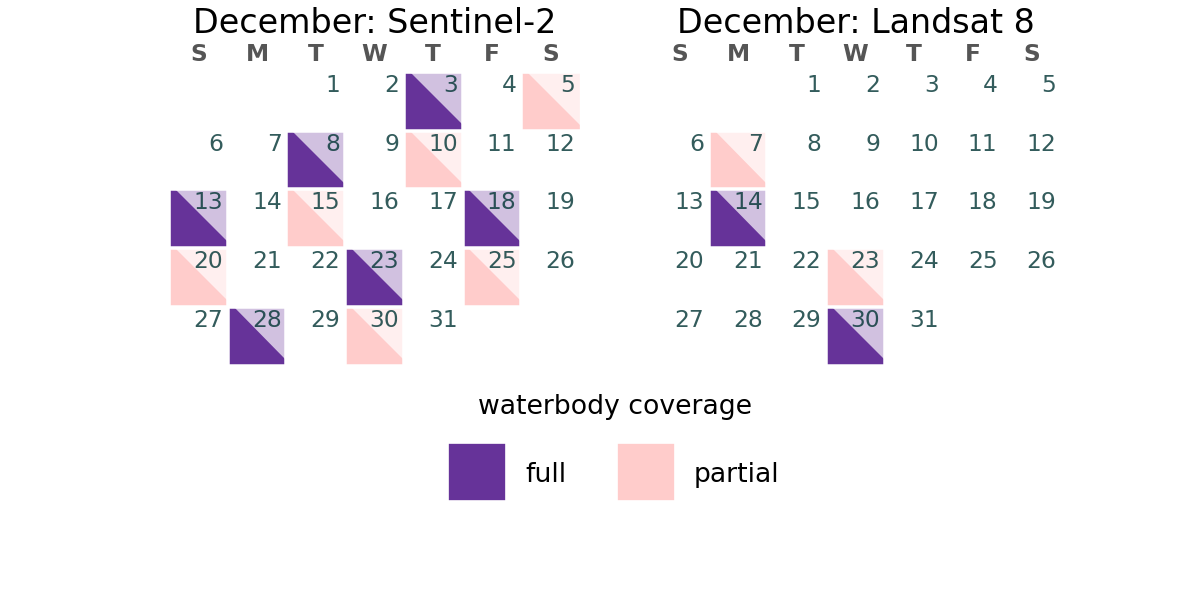 December: Sentinel-2
S M T W T F S
1 2 3 4 5
6 7 8 9 10 11 12
13 14 15 16 17 18 19
20 21 22 23 24 25 26
27 28 29 30 31
December: Landsat 8
S M T W T F S
1 2 3 4 5
6 7 8 9 10 11 12
13 14 15 16 17 18 19
20 21 22 23 24 25 26
27 28 29 30 31
waterbody coverage
full partial